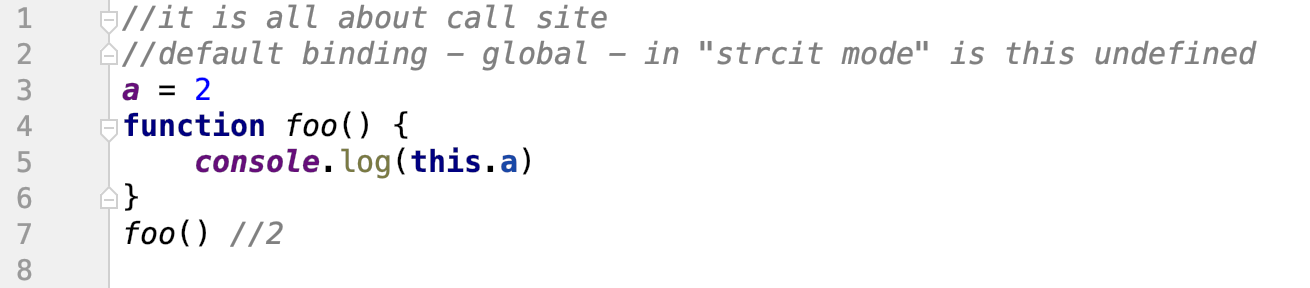 1 //it is all about call site
2 //default binding – global – in "strcit mode" is this undefined
3 a = 2
4 function foo() {
5     console.log(this.a)
6 }
7 foo() //2
8